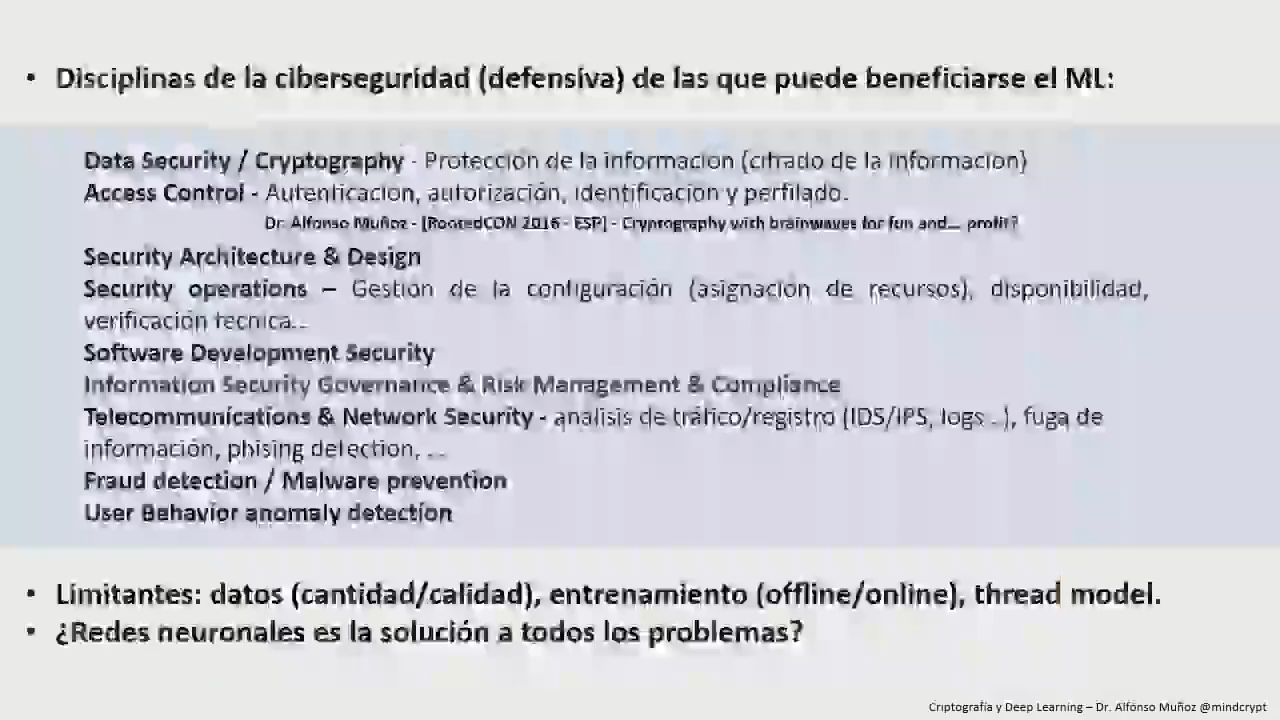 • Disciplinas de la ciberseguridad (defensiva) de las que puede beneficiarse el ML:
Data Security / Cryptography - Protección de la información (cifrado de la información)
Access Control - Autenticación, autorización, identificación y perfilado.
Dr. Alfonso Muñoz - [RootedCON 2016 - ESP] - Cryptography with brainwaves for fun and... profit?
Security Architecture & Design
Security operations – Gestión de la configuración (asignación de recursos), disponibilidad,
verificación técnica...
Software Development Security
Information Security Governance & Risk Management & Compliance
Telecommunications & Network Security - analisis de tráfico/registro (IDS/IPS, logs ..), fuga de
información, phising detection, ...
Fraud detection / Malware prevention
User Behavior anomaly detection
• Limitantes: datos (cantidad/calidad), entrenamiento (offline/online), thread model.
• ¿Redes neuronales es la solución a todos los problemas?
Criptografía y Deep Learning – Dr. Alfonso Muñoz @mindcrypt